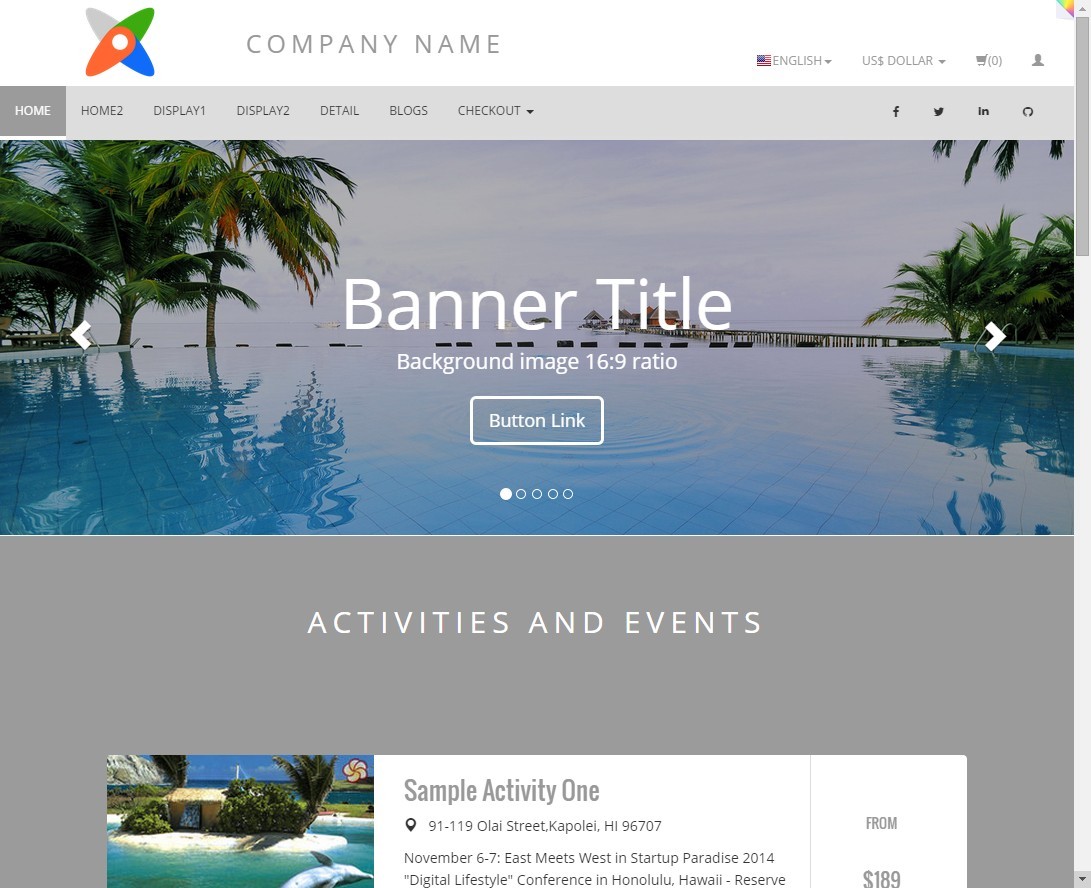 COMPANY NAME
ENGLISH
US$ DOLLAR
(0)
HOME
HOME2
DISPLAY1
DISPLAY2
DETAIL
BLOGS
CHECKOUT
Banner Title
Background image 16:9 ratio
Button Link
ACTIVITIES AND EVENTS
Sample Activity One
91-119 Olai Street,Kapolei, HI 96707
November 6-7: East Meets West in Startup Paradise 2014
"Digital Lifestyle" Conference in Honolulu, Hawaii - Reserve
FROM
$189